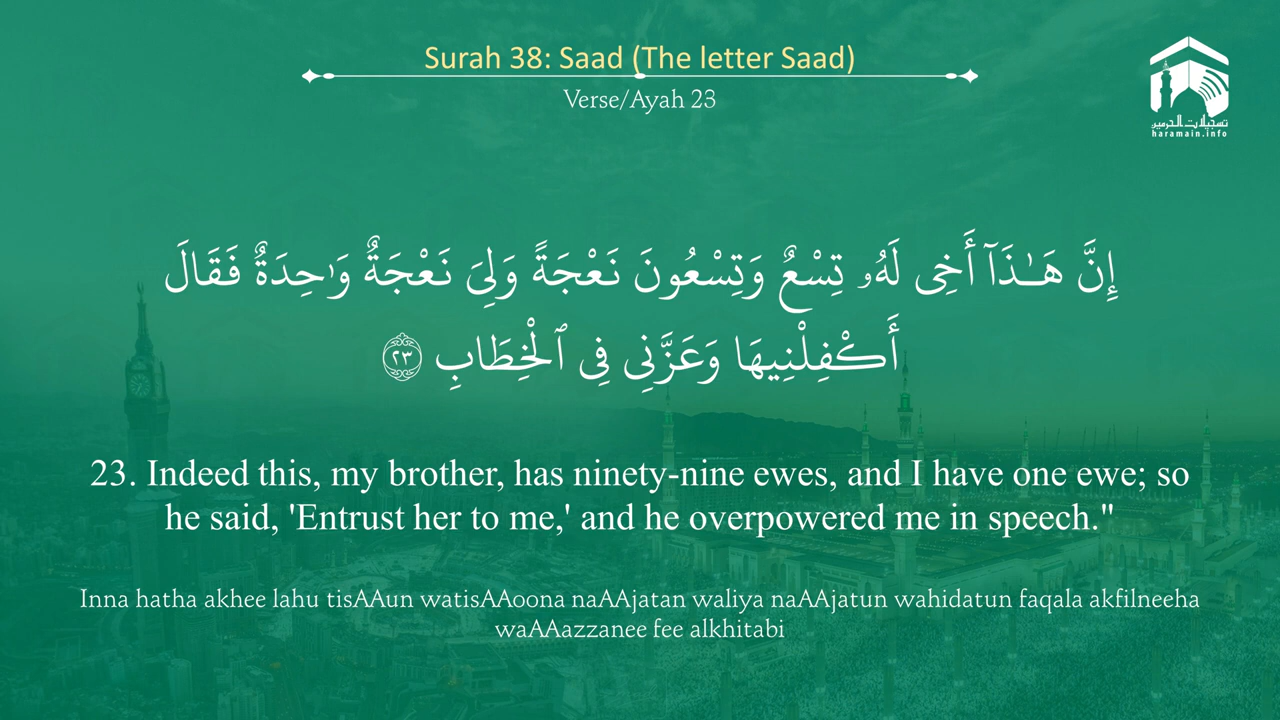 Surah 38: Saad (The letter Saad)
Verse/Ayah 23
تسجيلات الحرمين
haramain.info
إِنَّ هَـٰذَآ أَخِى لَهُۥ تِسْعٌ وَتِسْعُونَ نَعْجَةً وَلِىَ نَعْجَةٌ وَٰحِدَةٌ فَقَالَ
أَكْفِلْنِيهَا وَعَزَّنِى فِى ٱلْخِطَابِ ٢٣
23. Indeed this, my brother, has ninety-nine ewes, and I have one ewe; so
he said, 'Entrust her to me,' and he overpowered me in speech."
Inna hatha akhee lahu tisAAun watisAAoona naAAjatan waliya naAAjatun wahidatun faqala akfilneeha
waAAazzanee fee alkhitabi